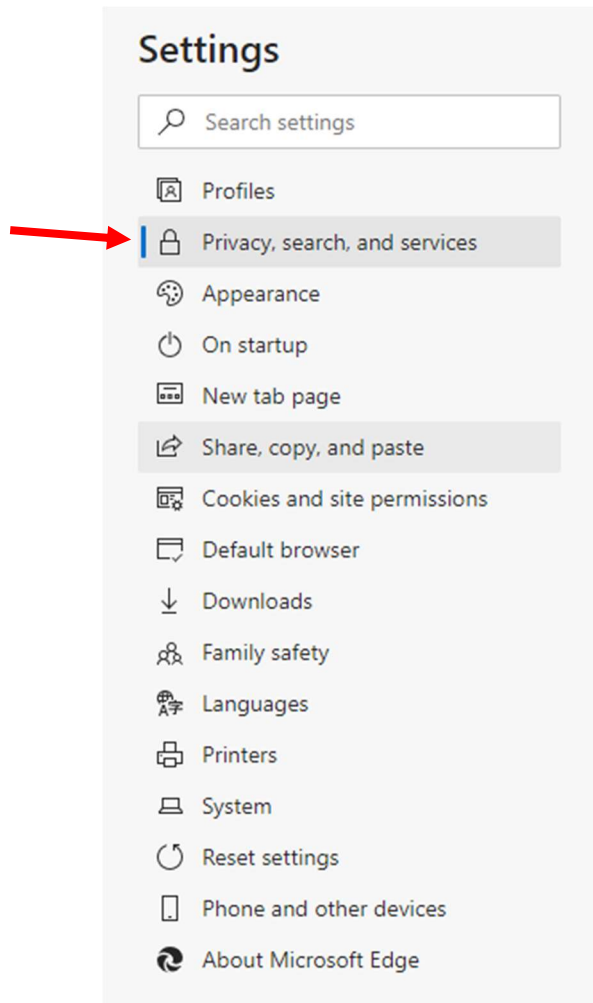 Settings
Search settings
Profiles
Privacy, search, and services
Appearance
On startup
New tab page
Share, copy, and paste
Cookies and site permissions
Default browser
Downloads
Family safety
Languages
Printers
System
Reset settings
Phone and other devices
About Microsoft Edge